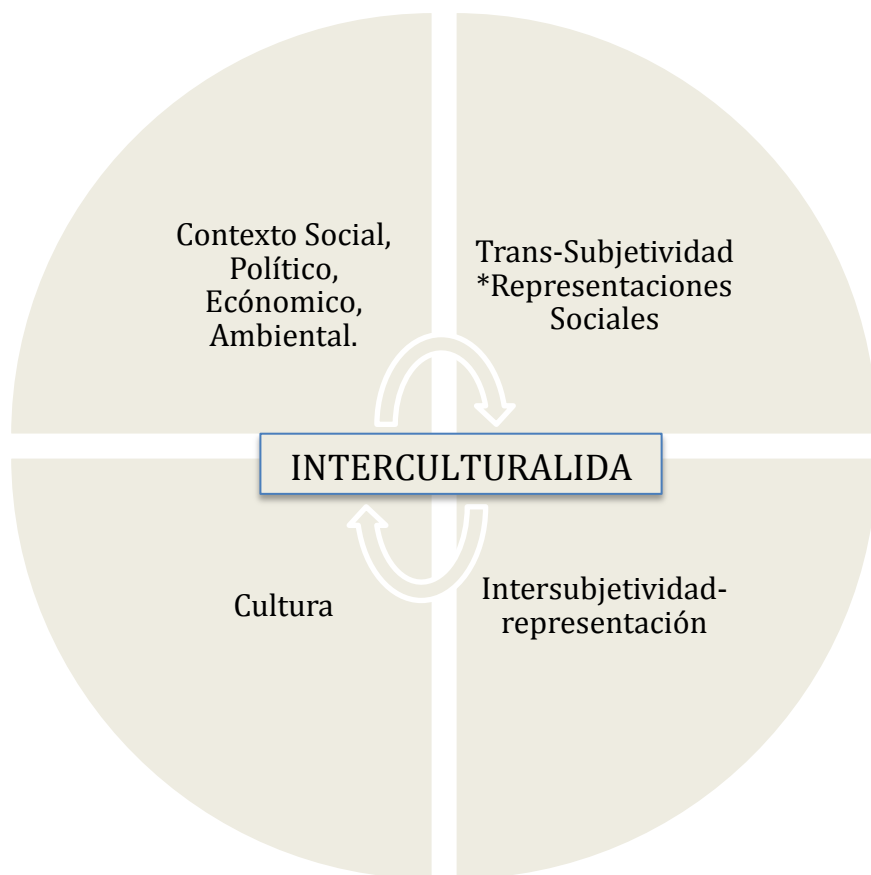 Contexto Social,
Político,
Ecónomico,
Ambiental.
Trans-Subjetividad
*Representaciones
Sociales
INTERCULTURALIDA
Cultura
Intersubjetividad-
representación